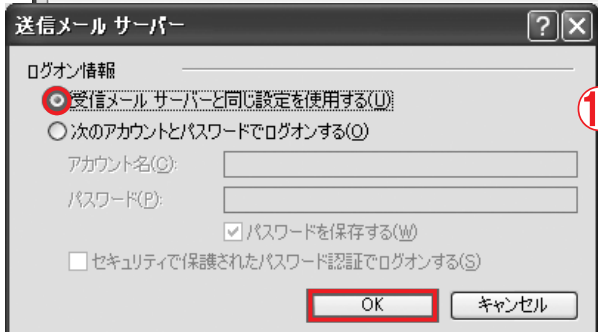 送信メール サーバー
ログオン情報
受信メール サーバーと同じ設定を使用する(U)
次のアカウントとパスワードでログオンする(O)
アカウント名(C):
パスワード(P):
パスワードを保存する(W)
セキュリティで保護されたパスワード認証でログオンする(S)
OK キャンセル